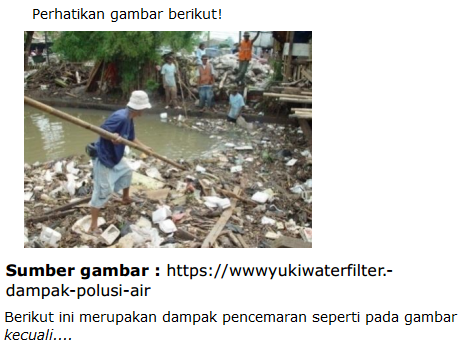 Perhatikan gambar berikut!
Sumber gambar : https://wwwyukiwaterfilter.-
dampak-polusi-air
Berikut ini merupakan dampak pencemaran seperti pada gambar
kecuali....